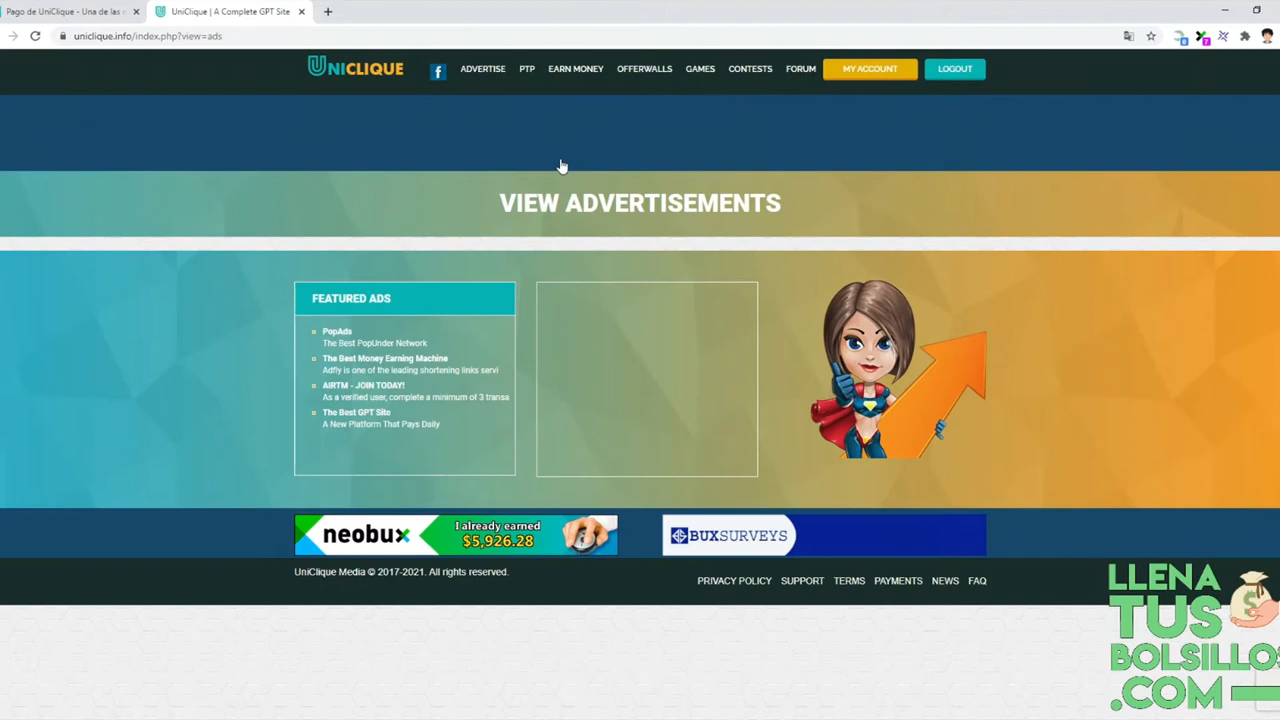 Pago de UniClique - Una de las
UniClique | A Complete GPT Site
uniclique.info/index.php?view=ads
UNICLIQUE
f
ADVERTISE
PTP
EARN MONEY
OFFERWALLS
GAMES
CONTESTS
FORUM
MY ACCOUNT
LOGOUT
VIEW ADVERTISEMENTS
FEATURED ADS
PopAds
The Best PopUnder Network
The Best Money Earning Machine
Adfly is one of the leading shortening links servi
AIRTM - JOIN TODAY!
As a verified user, complete a minimum of 3 transa
The Best GPT Site
A New Platform That Pays Daily
neobux
I already earned
$5,926.28
BUXSURVEYS
UniClique Media © 2017-2021. All rights reserved.
PRIVACY POLICY
SUPPORT
TERMS
PAYMENTS
NEWS
FAQ
LLENA
TUS
BOLSILLOS
.COM